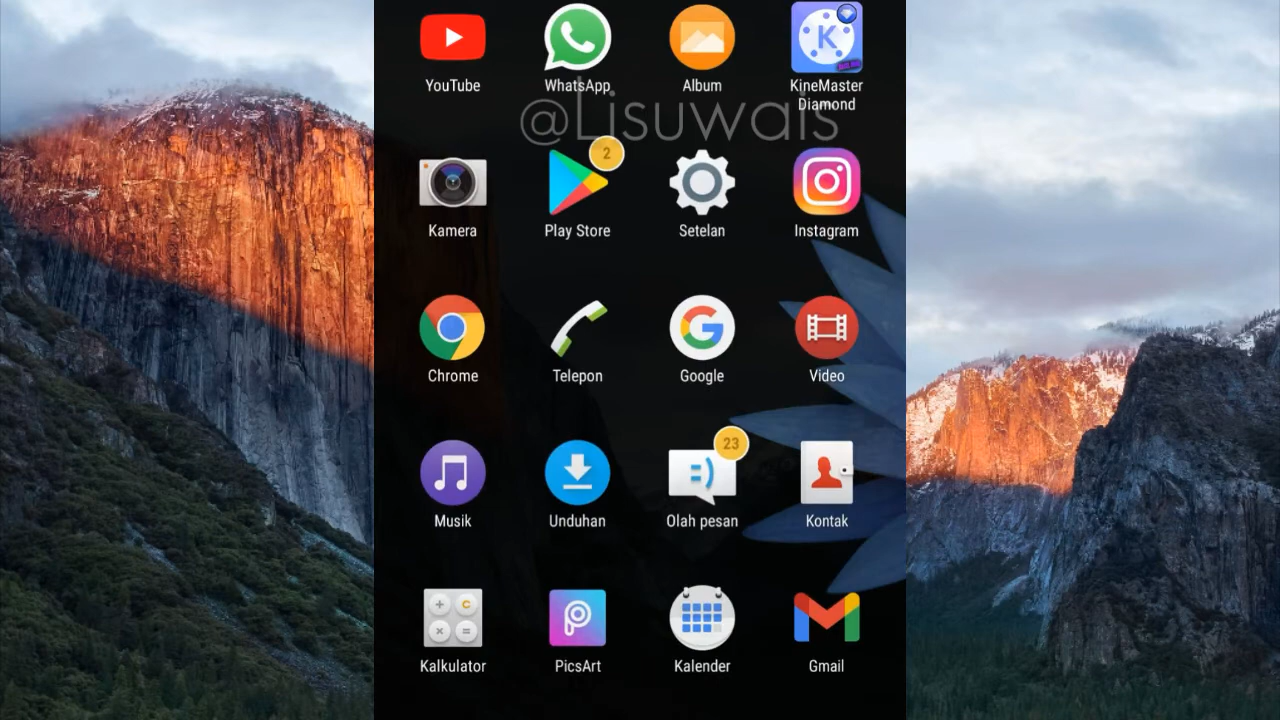 YouTube
WhatsApp
Album
KineMaster
Diamond
@Lisuwais
2
Kamera
Play Store
Setelan
Instagram
Chrome
Telepon
Google
Video
23
Musik
Unduhan
Olah pesan
Kontak
Kalkulator
PicsArt
Kalender
Gmail